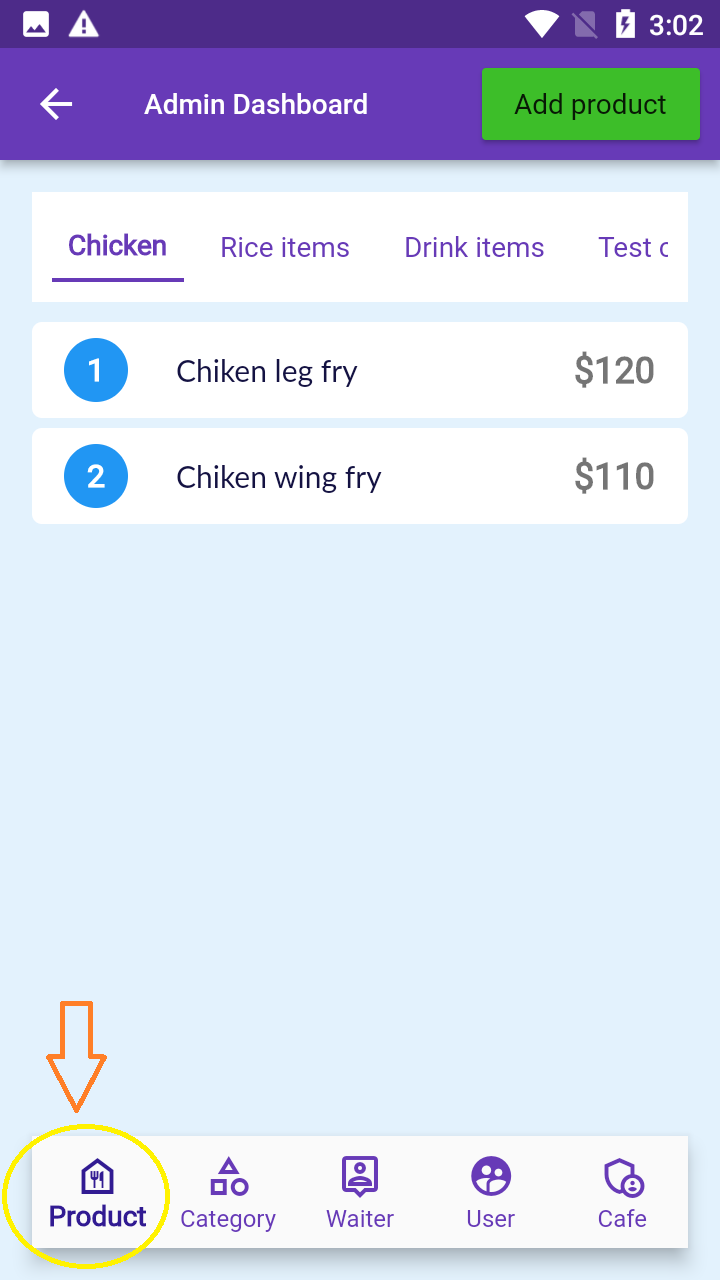 3:02
Admin Dashboard
Add product
Chicken Rice items Drink items Test c
1 Chiken leg fry $120
2 Chiken wing fry $110
Product Category Waiter User Cafe